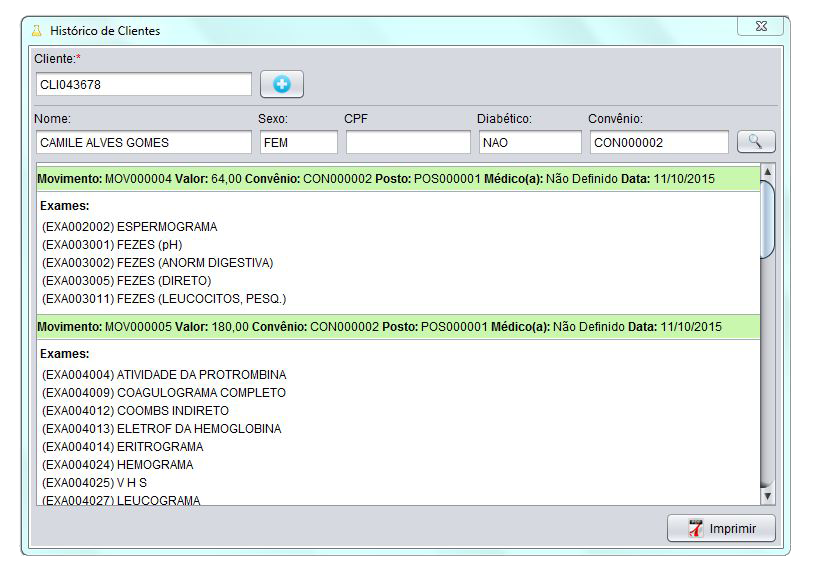 Histórico de Clientes
Cliente:*
CLI043678
Nome: Sexo: CPF Diabético: Convênio:
CAMILE ALVES GOMES FEM NAO CON000002
Movimento: MOV000004 Valor: 64,00 Convênio: CON000002 Posto: POS000001 Médico(a): Não Definido Data: 11/10/2015
Exames:
(EXA002002) ESPERMOGRAMA
(EXA003001) FEZES (pH)
(EXA003002) FEZES (ANORM DIGESTIVA)
(EXA003005) FEZES (DIRETO)
(EXA003011) FEZES (LEUCOCITOS, PESQ.)
Movimento: MOV000005 Valor: 180,00 Convênio: CON000002 Posto: POS000001 Médico(a): Não Definido Data: 11/10/2015
Exames:
(EXA004004) ATIVIDADE DA PROTROMBINA
(EXA004009) COAGULOGRAMA COMPLETO
(EXA004012) COOMBS INDIRETO
(EXA004013) ELETROF DA HEMOGLOBINA
(EXA004014) ERITROGRAMA
(EXA004024) HEMOGRAMA
(EXA004025) V H S
(EXA004027) LEUCOGRAMA
Imprimir